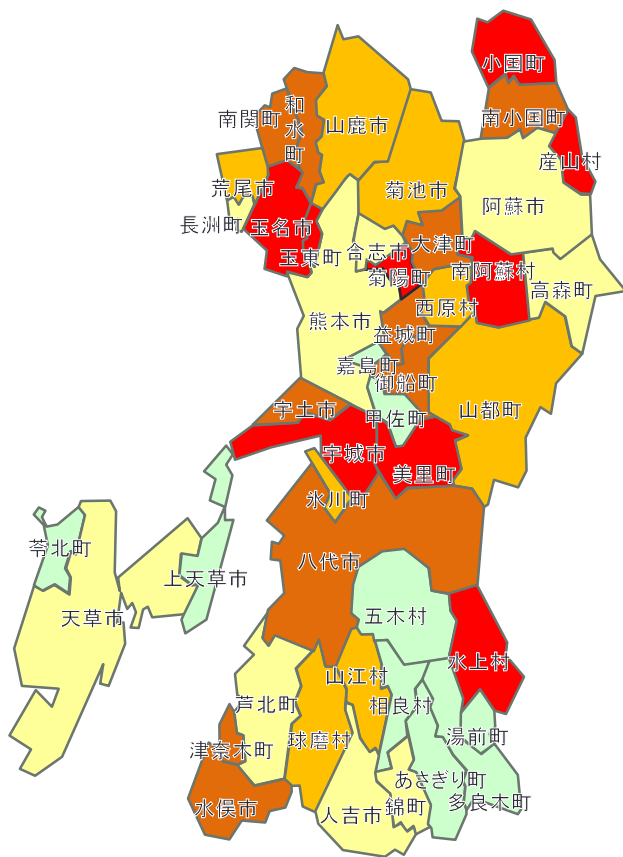 小国町
南小国町
産山村
南関町
和水町
山鹿市
菊池市
阿蘇市
荒尾市
長洲町
玉名市
玉東町
合志市
大津町
菊陽町
南阿蘇村
高森町
西原村
熊本市
益城町
嘉島町
御船町
甲佐町
山都町
宇土市
宇城市
美里町
氷川町
八代市
苓北町
上天草市
天草市
五木村
水上村
山江村
相良村
湯前町
芦北町
球磨村
津奈木町
水俣市
人吉市
錦町
あさぎり町
多良木町